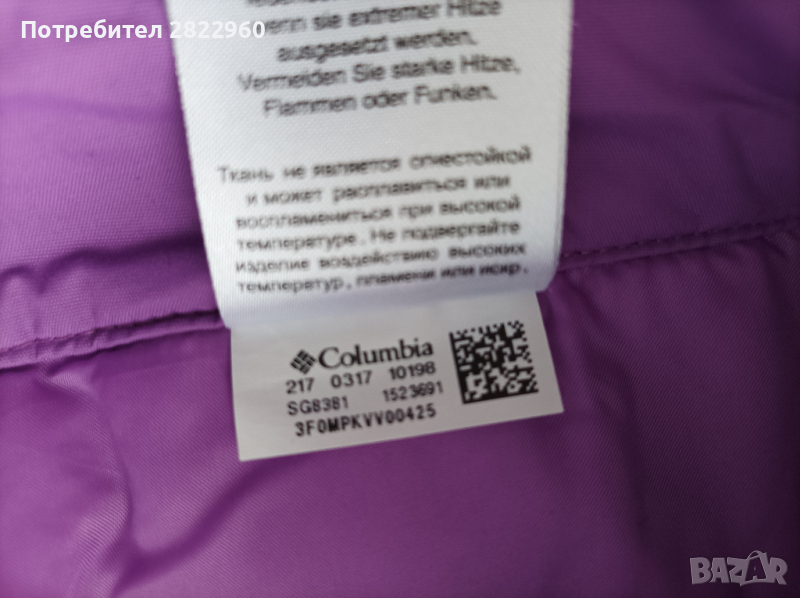 Потребител 2822960
wenn sie extremer Hitze
ausgesetzt werden.
Vermeiden Sie starke Hitze,
Flammen oder Funken.
Ткань не является огнестойкой
и может расплавиться или
воспламениться при высокой
температуре. Не подвергайте
изделие воздействию высоких
температур, пламени или искр.
Columbia
217 0317 10198
SG8381 1523691
3F0MPKVV00425
BAZAR